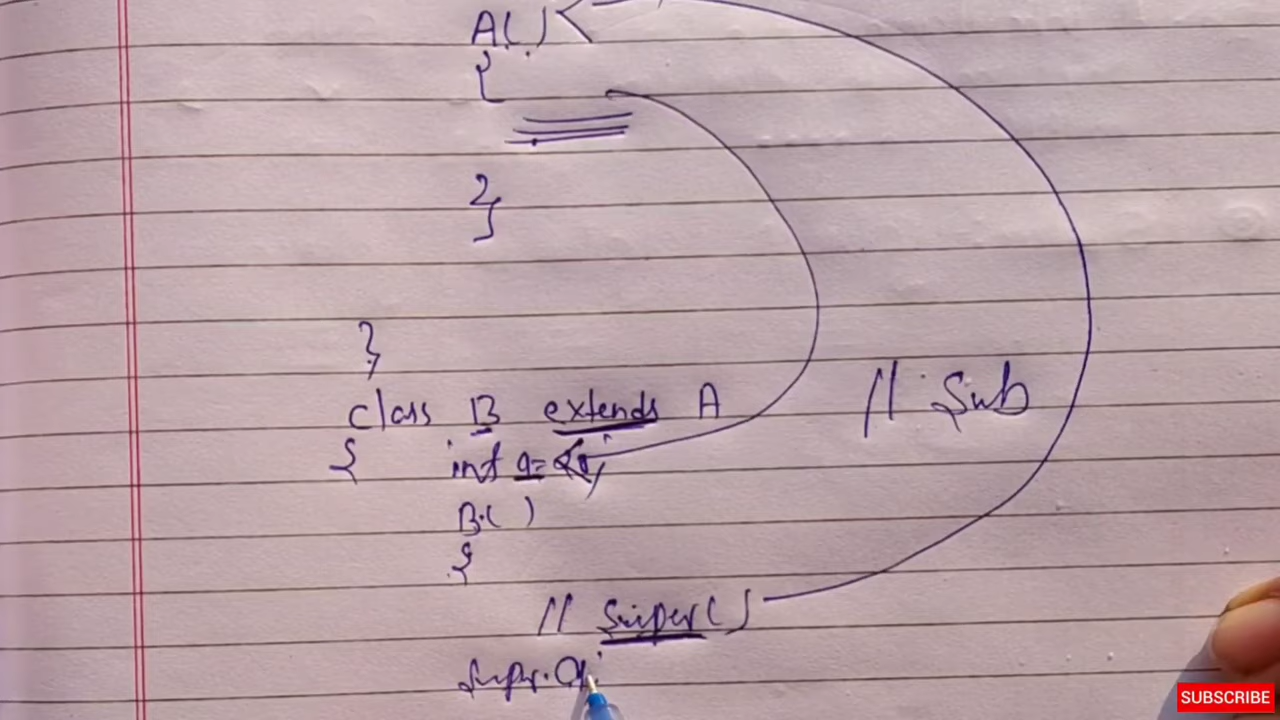 A( )
{
}
}
class B extends A
// Sub
{ int a= 20;
B( )
{
// Super( )
Super.a;
SUBSCRIBE